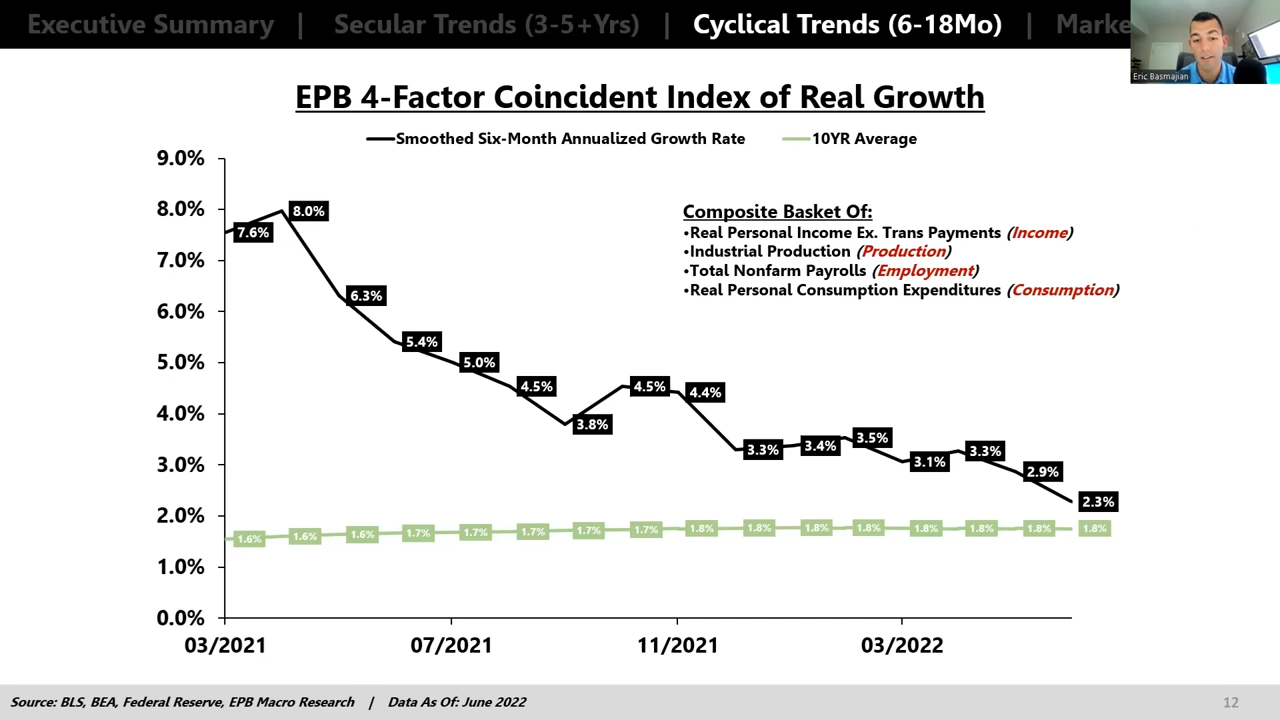 Executive Summary | Secular Trends (3-5+Yrs) | Cyclical Trends (6-18Mo) | Marke
Eric Basmajian
EPB 4-Factor Coincident Index of Real Growth
Smoothed Six-Month Annualized Growth Rate 10YR Average
9.0%
8.0%
7.0%
6.0%
5.0%
4.0%
3.0%
2.0%
1.0%
0.0%
7.6%
8.0%
6.3%
5.4%
5.0%
4.5%
3.8%
4.5%
4.4%
3.3%
3.4%
3.5%
3.1%
3.3%
2.9%
2.3%
Composite Basket Of:
•Real Personal Income Ex. Trans Payments (Income)
•Industrial Production (Production)
•Total Nonfarm Payrolls (Employment)
•Real Personal Consumption Expenditures (Consumption)
1.6% 1.6% 1.6% 1.7% 1.7% 1.7% 1.7% 1.7% 1.8% 1.8% 1.8% 1.8% 1.8% 1.8% 1.8% 1.8%
03/2021 07/2021 11/2021 03/2022
Source: BLS, BEA, Federal Reserve, EPB Macro Research | Data As Of: June 2022
12